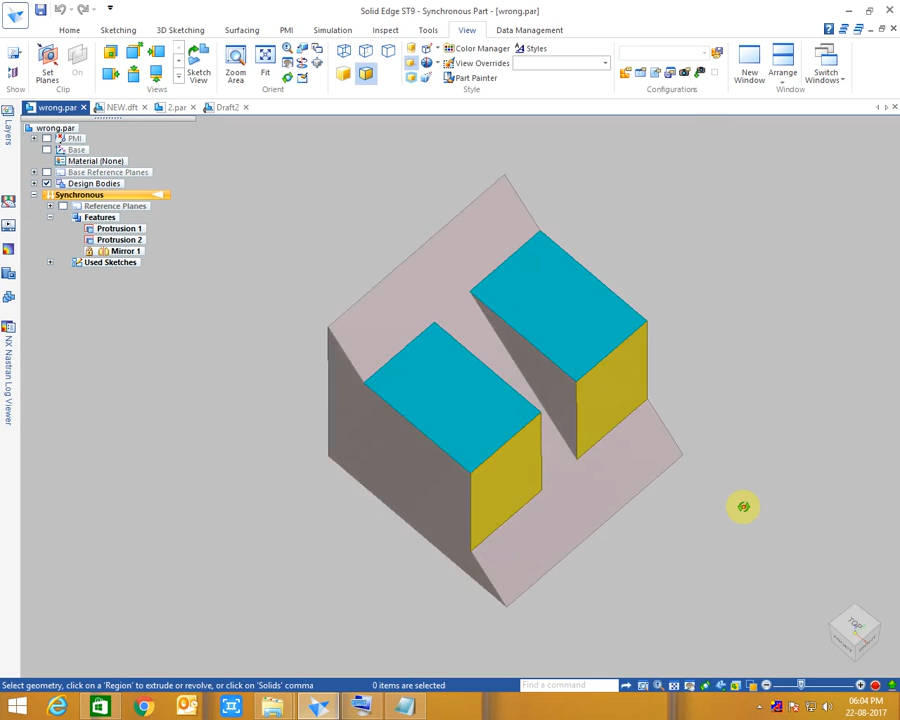 Solid Edge ST9 - Synchronous Part - [wrong.par]
Home Sketching 3D Sketching Surfacing PMI Simulation Inspect Tools View Data Management
Color Manager Styles
View Overrides
Part Painter
Set Planes On Sketch View Zoom Area Fit New Window Arrange Switch Windows
Show Clip Views Orient Style Configurations Window
wrong.par NEW.dft 2.par Draft2
Layers
NX Nastran Log Viewer
wrong.par
PMI
Base
Material (None)
Base Reference Planes
Design Bodies
Synchronous
Reference Planes
Features
Protrusion 1
Protrusion 2
Mirror 1
Used Sketches
TOP
Select geometry, click on a 'Region' to extrude or revolve, or click on 'Solids' comma 0 items are selected Find a command
06:04 PM
22-08-2017